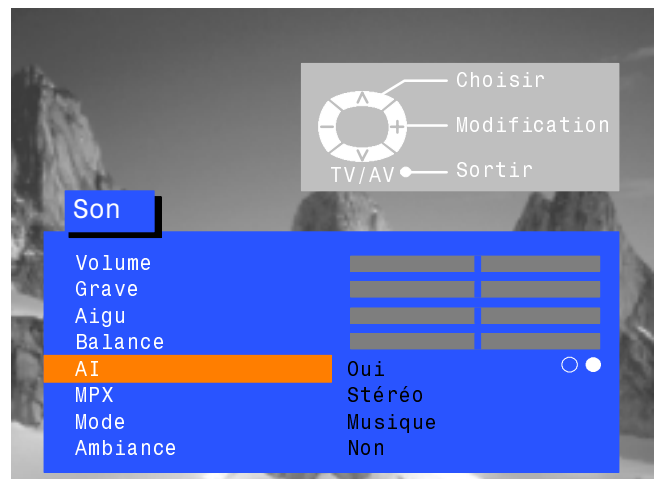 Choisir
Modification
TV/AV Sortir
Son
Volume
Grave
Aigu
Balance
AI Oui
MPX Stéréo
Mode Musique
Ambiance Non